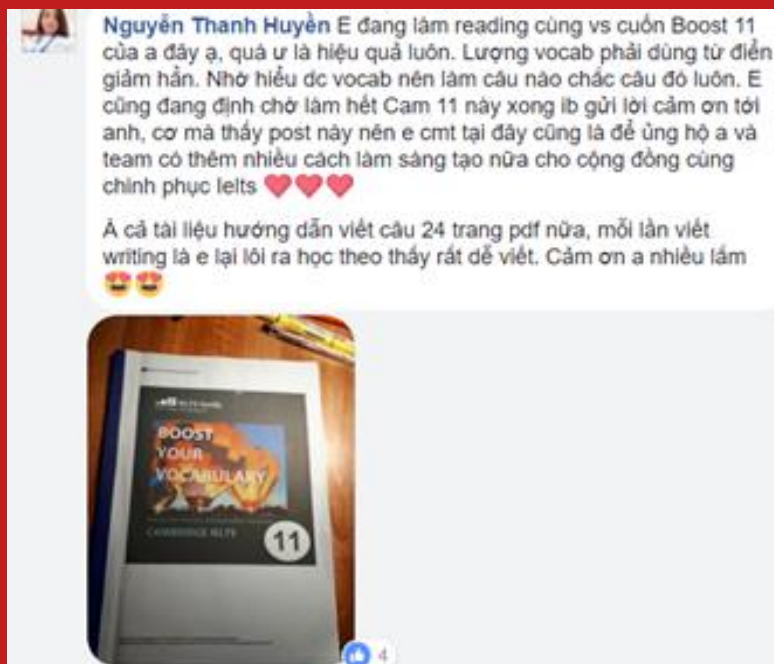 Nguyễn Thanh Huyền E đang làm reading cùng vs cuốn Boost 11
của a đây ạ, quá ư là hiệu quả luôn. Lượng vocab phải dùng từ điển
giảm hẳn. Nhờ hiểu dc vocab nên làm câu nào chắc câu đó luôn. E
cũng đang định chờ làm hết Cam 11 này xong ib gửi lời cảm ơn tới
anh, cơ mà thấy post này nên e cmt tại đây cũng là để ủng hộ a và
team có thêm nhiều cách làm sáng tạo nữa cho cộng đồng cùng
chinh phục Ielts ❤❤❤
À cả tài liệu hướng dẫn viết câu 24 trang pdf nữa, mỗi lần viết
writing là e lại lôi ra học theo thấy rất dễ viết. Cảm ơn a nhiều lắm
😍😍
BOOST
YOUR
VOCABULARY
CAMBRIDGE IELTS
11
4